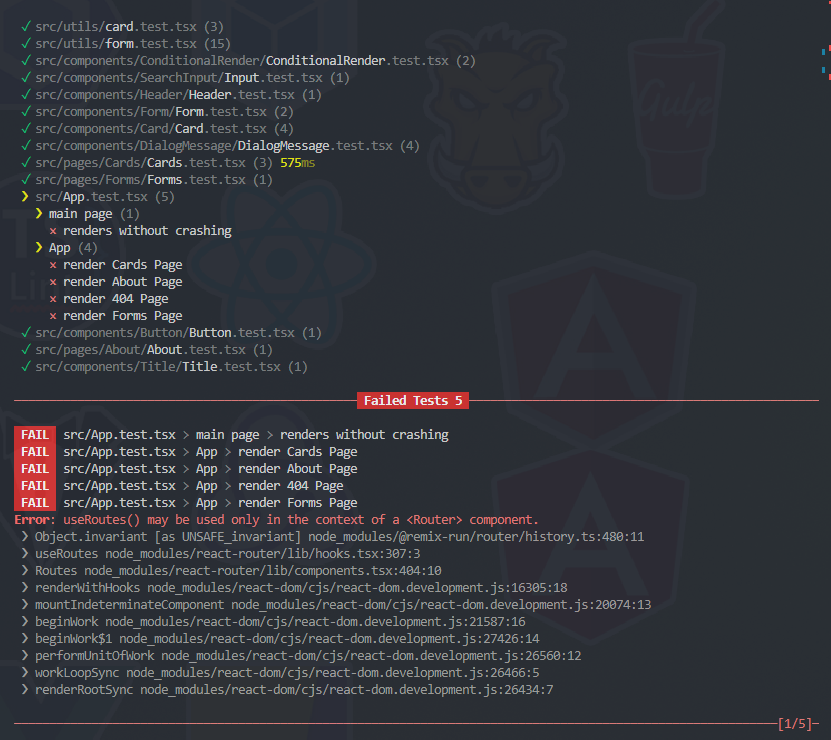 ✓ src/utils/card.test.tsx (3)
✓ src/utils/form.test.tsx (15)
✓ src/components/ConditionalRender/ConditionalRender.test.tsx (2)
✓ src/components/SearchInput/Input.test.tsx (1)
✓ src/components/Header/Header.test.tsx (1)
✓ src/components/Form/Form.test.tsx (2)
✓ src/components/Card/Card.test.tsx (4)
✓ src/components/DialogMessage/DialogMessage.test.tsx (4)
✓ src/pages/Cards/Cards.test.tsx (3) 575ms
✓ src/pages/Forms/Forms.test.tsx (1)
❯ src/App.test.tsx (5)
❯ main page (1)
× renders without crashing
❯ App (4)
× render Cards Page
× render About Page
× render 404 Page
× render Forms Page
✓ src/components/Button/Button.test.tsx (1)
✓ src/pages/About/About.test.tsx (1)
✓ src/components/Title/Title.test.tsx (1)
Failed Tests 5
FAIL src/App.test.tsx > main page > renders without crashing
FAIL src/App.test.tsx > App > render Cards Page
FAIL src/App.test.tsx > App > render About Page
FAIL src/App.test.tsx > App > render 404 Page
FAIL src/App.test.tsx > App > render Forms Page
Error: useRoutes() may be used only in the context of a <Router> component.
❯ Object.invariant [as UNSAFE_invariant] node_modules/@remix-run/router/history.ts:480:11
❯ useRoutes node_modules/react-router/lib/hooks.tsx:307:3
❯ Routes node_modules/react-router/lib/components.tsx:404:10
❯ renderWithHooks node_modules/react-dom/cjs/react-dom.development.js:16305:18
❯ mountIndeterminateComponent node_modules/react-dom/cjs/react-dom.development.js:20074:13
❯ beginWork node_modules/react-dom/cjs/react-dom.development.js:21587:16
❯ beginWork$1 node_modules/react-dom/cjs/react-dom.development.js:27426:14
❯ performUnitOfWork node_modules/react-dom/cjs/react-dom.development.js:26560:12
❯ workLoopSync node_modules/react-dom/cjs/react-dom.development.js:26466:5
❯ renderRootSync node_modules/react-dom/cjs/react-dom.development.js:26434:7
[1/5]
Gulp